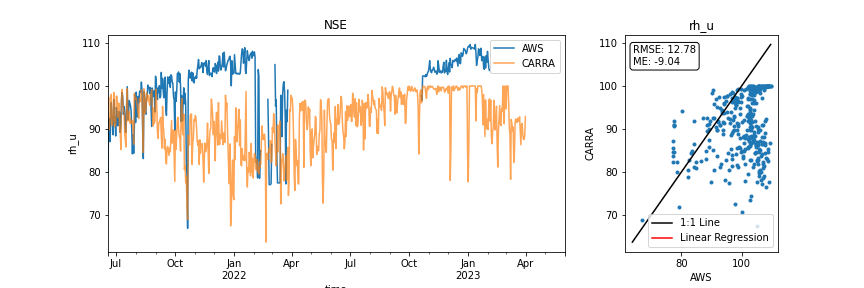 NSE
rh_u
110
100
90
80
70
AWS
CARRA
Jul
Oct
Jan
2022
Apr
Jul
Oct
Jan
2023
Apr
time
rh_u
CARRA
110
100
90
80
70
RMSE: 12.78
ME: -9.04
1:1 Line
Linear Regression
80
100
AWS